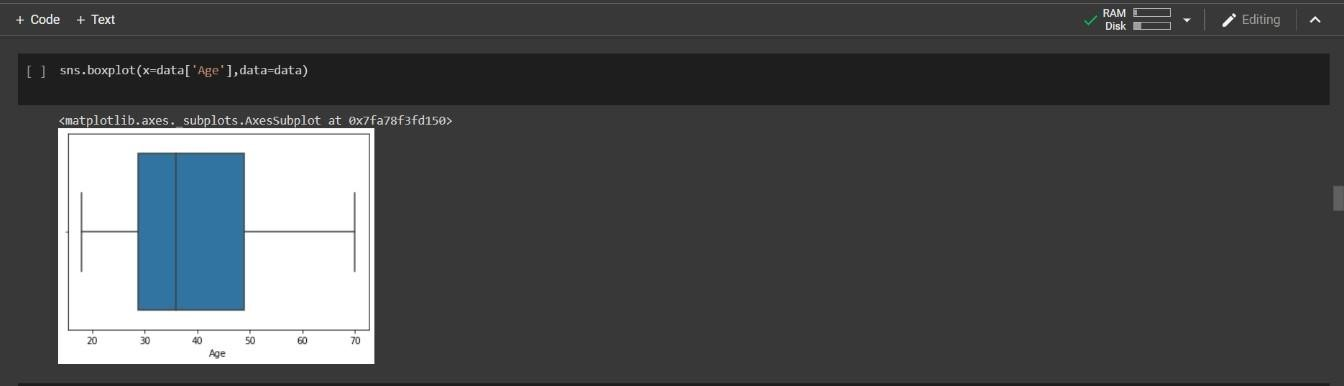 + Code + Text
RAM
Disk
Editing
[ ] sns.boxplot(x=data['Age'],data=data)
<matplotlib.axes._subplots.AxesSubplot at 0x7fa78f3fd150>
20 30 40 50 60 70
Age